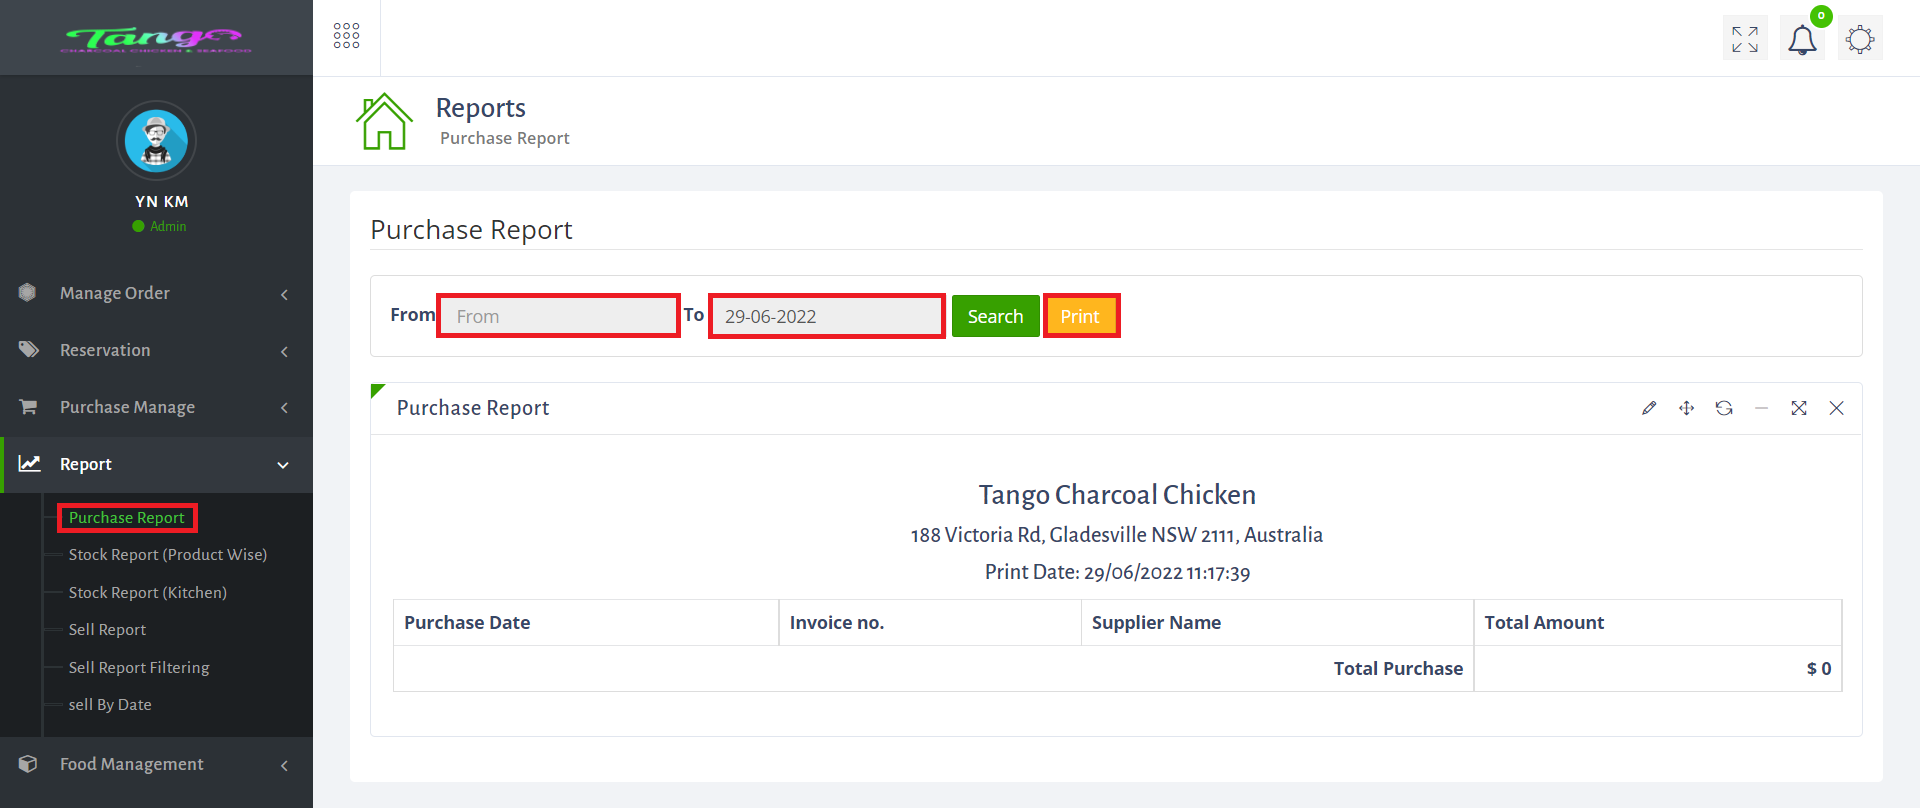 Tango
CHARCOAL CHICKEN & SEAFOOD
0
YN KM
Admin
Manage Order
Reservation
Purchase Manage
Report
Purchase Report
Stock Report (Product Wise)
Stock Report (Kitchen)
Sell Report
Sell Report Filtering
sell By Date
Food Management
Reports
Purchase Report
Purchase Report
From From To 29-06-2022 Search Print
Purchase Report
Tango Charcoal Chicken
188 Victoria Rd, Gladesville NSW 2111, Australia
Print Date: 29/06/2022 11:17:39
Purchase Date Invoice no. Supplier Name Total Amount
Total Purchase $ 0